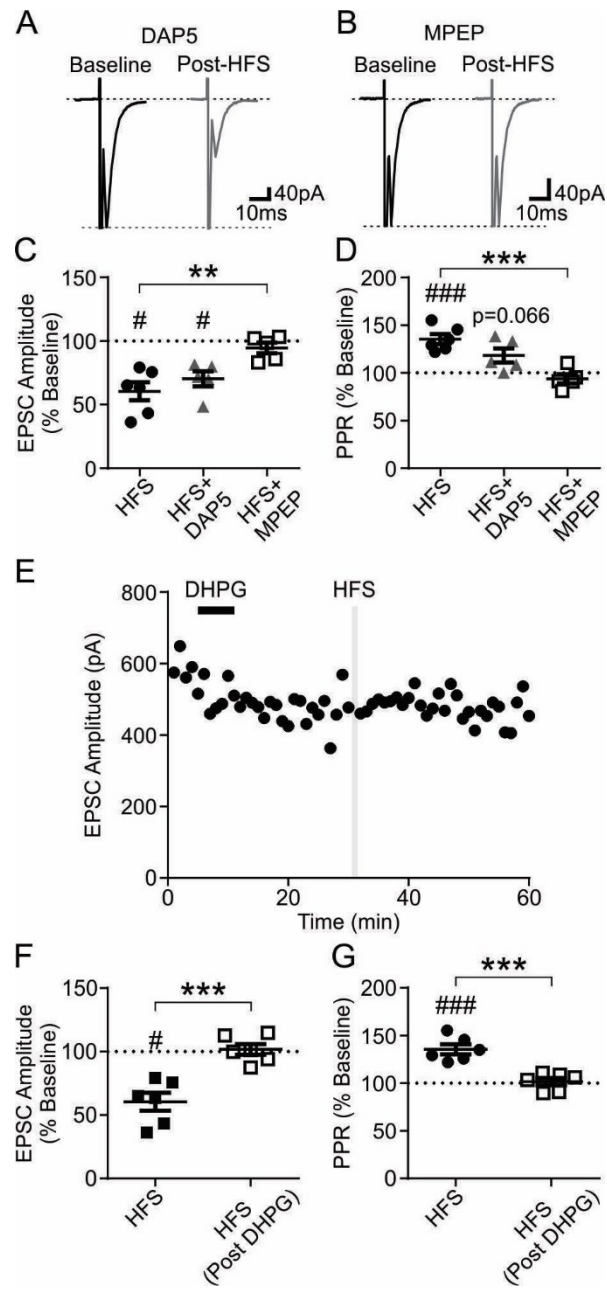 A
DAP5
Baseline Post-HFS
40pA
10ms
B
MPEP
Baseline Post-HFS
40pA
10ms
C
EPSC Amplitude
(% Baseline)
150
100
50
0
**
# #
HFS
HFS+
DAP5
HFS+
MPEP
D
PPR (% Baseline)
200
150
100
50
0
***
###
p=0.066
HFS
HFS+
DAP5
HFS+
MPEP
E
DHPG HFS
EPSC Amplitude (pA)
800
600
400
200
0
0 20 40 60
Time (min)
F
EPSC Amplitude
(% Baseline)
150
100
50
0
***
#
HFS
HFS
(Post DHPG)
G
PPR (% Baseline)
200
150
100
50
0
***
###
HFS
HFS
(Post DHPG)